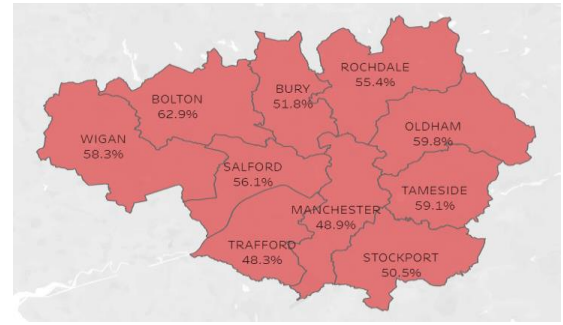 ROCHDALE
55.4%
BURY
51.8%
BOLTON
62.9%
OLDHAM
59.8%
WIGAN
58.3%
SALFORD
56.1%
TAMESIDE
59.1%
MANCHESTER
48.9%
TRAFFORD
48.3%
STOCKPORT
50.5%